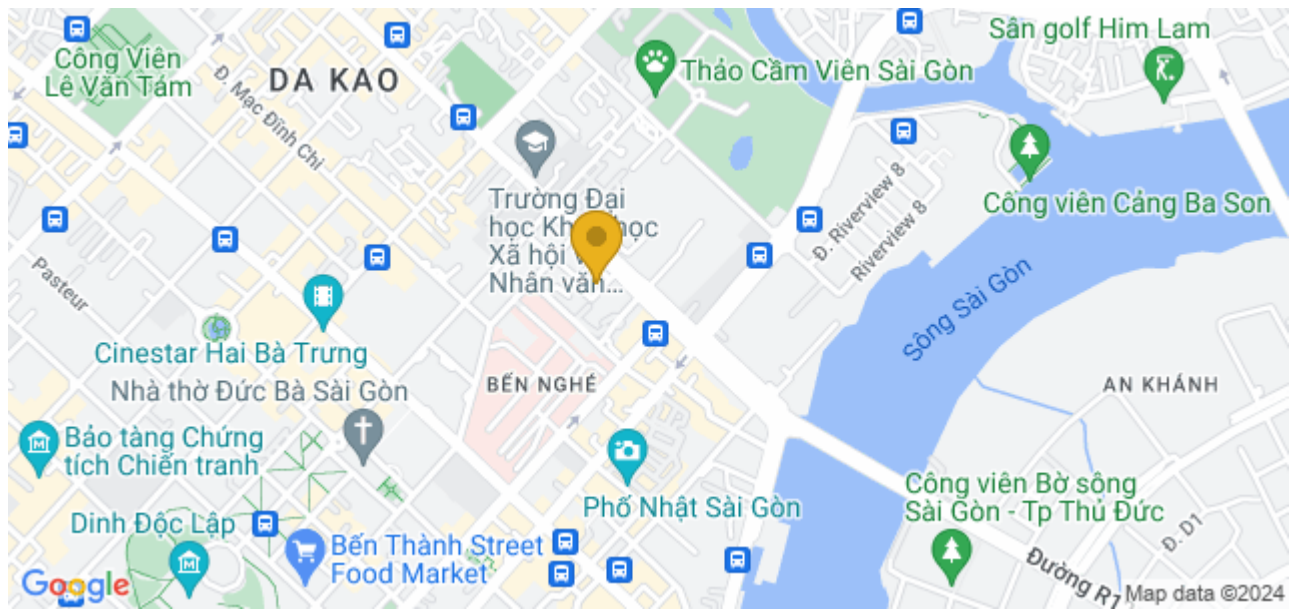 Sân golf Him Lam
Công Viên
Lê Văn Tám
DA KAO
Thảo Cầm Viên Sài Gòn
Đ. Mạc Đĩnh Chi
Trường Đại
học Kh học
Xã hội v
Nhân văn...
Đ. Riverview 8
Riverview 8
Công viên Cảng Ba Son
Pasteur
Sông Sài Gòn
Cinestar Hai Bà Trưng
Nhà thờ Đức Bà Sài Gòn
BẾN NGHÉ
AN KHÁNH
Bảo tàng Chứng
tích Chiến tranh
Phố Nhật Sài Gòn
Công viên Bờ sông
Sài Gòn - Tp Thủ Đức
Dinh Độc Lập
Bến Thành Street
Food Market
Đ. D1
Đường R1
Google
Map data ©2024